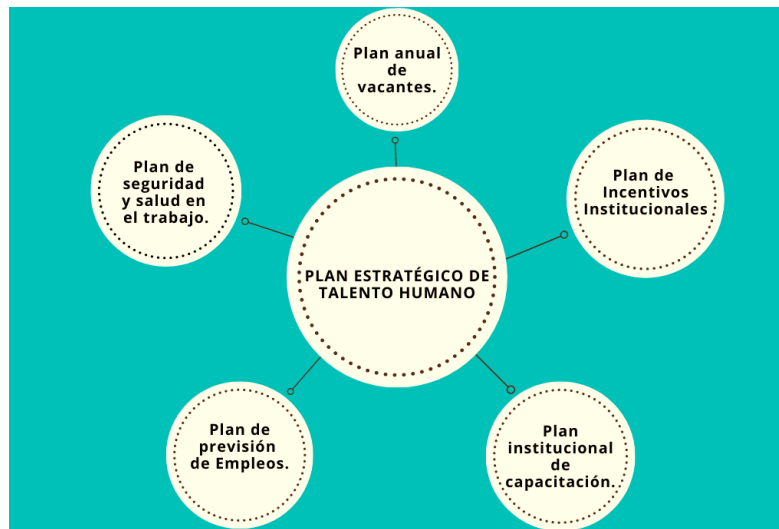 Plan anual
de
vacantes.
Plan de
seguridad
y salud en
el trabajo.
Plan de
Incentivos
Institucionales
PLAN ESTRATÉGICO DE
TALENTO HUMANO
Plan de
previsión
de Empleos.
Plan
institucional
de
capacitación.